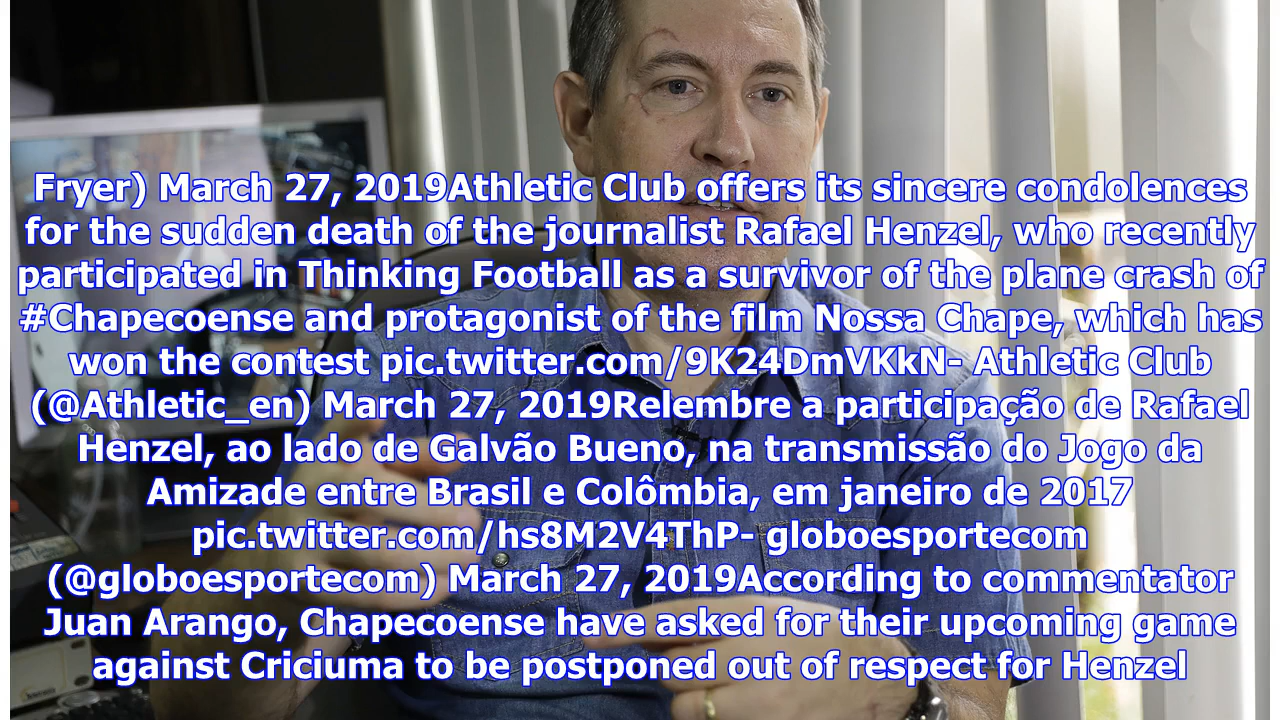 Fryer) March 27, 2019Athletic Club offers its sincere condolences
for the sudden death of the journalist Rafael Henzel, who recently
participated in Thinking Football as a survivor of the plane crash of
#Chapecoense and protagonist of the film Nossa Chape, which has
won the contest pic.twitter.com/9K24DmVKkN- Athletic Club
(@Athletic_en) March 27, 2019Relembre a participação de Rafael
Henzel, ao lado de Galvão Bueno, na transmissão do Jogo da
Amizade entre Brasil e Colômbia, em janeiro de 2017
pic.twitter.com/hs8M2V4ThP- globoesportecom
(@globoesportecom) March 27, 2019According to commentator
Juan Arango, Chapecoense have asked for their upcoming game
against Criciuma to be postponed out of respect for Henzel